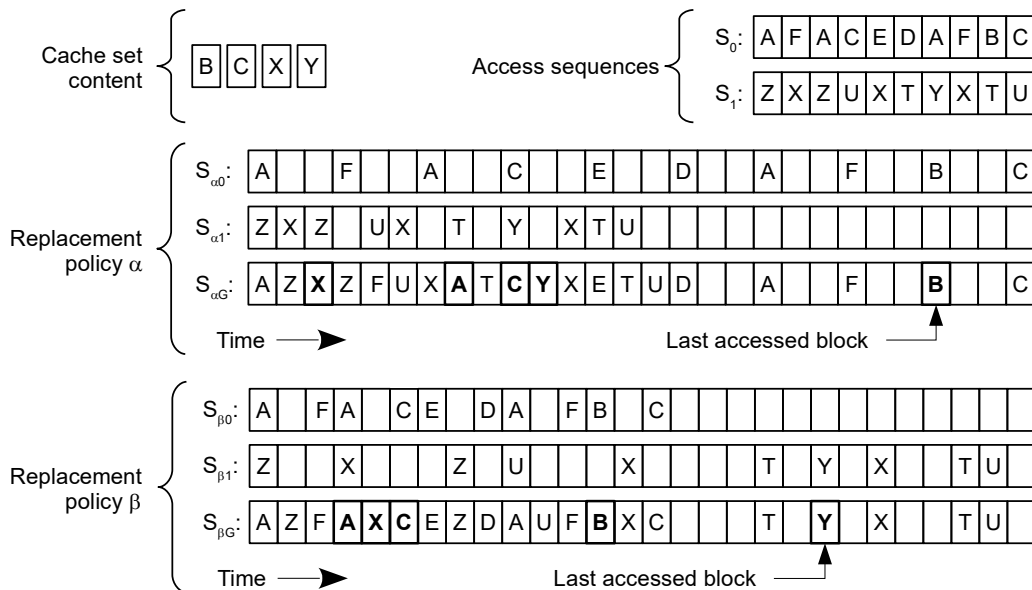 Cache set content
B C X Y
Access sequences
S0: A F A C E D A F B C
S1: Z X Z U X T Y X T U
Replacement policy α
Sα0: A F A C E D A F B C
Sα1: Z X Z U X T Y X T U
SαG: A Z X Z F U X A T C Y X E T U D A F B C
Time
Last accessed block
Replacement policy β
Sβ0: A F A C E D A F B C
Sβ1: Z X Z U X T Y X T U
SβG: A Z F A X C E Z D A U F B X C T Y X T U
Time
Last accessed block